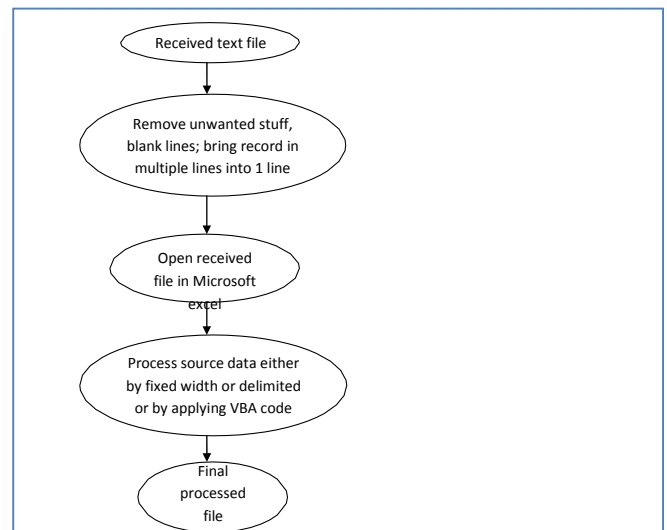 Received text file
Remove unwanted stuff,
blank lines; bring record in
multiple lines into 1 line
Open received
file in Microsoft
excel
Process source data either
by fixed width or delimited
or by applying VBA code
Final
processed
file